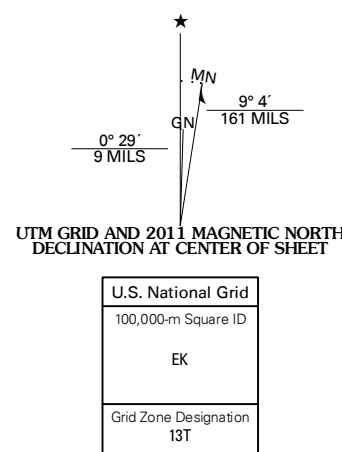 ★
MN
GN
9° 4´
161 MILS
0° 29´
9 MILS
UTM GRID AND 2011 MAGNETIC NORTH
DECLINATION AT CENTER OF SHEET
U.S. National Grid
100,000-m Square ID
EK
Grid Zone Designation
13T